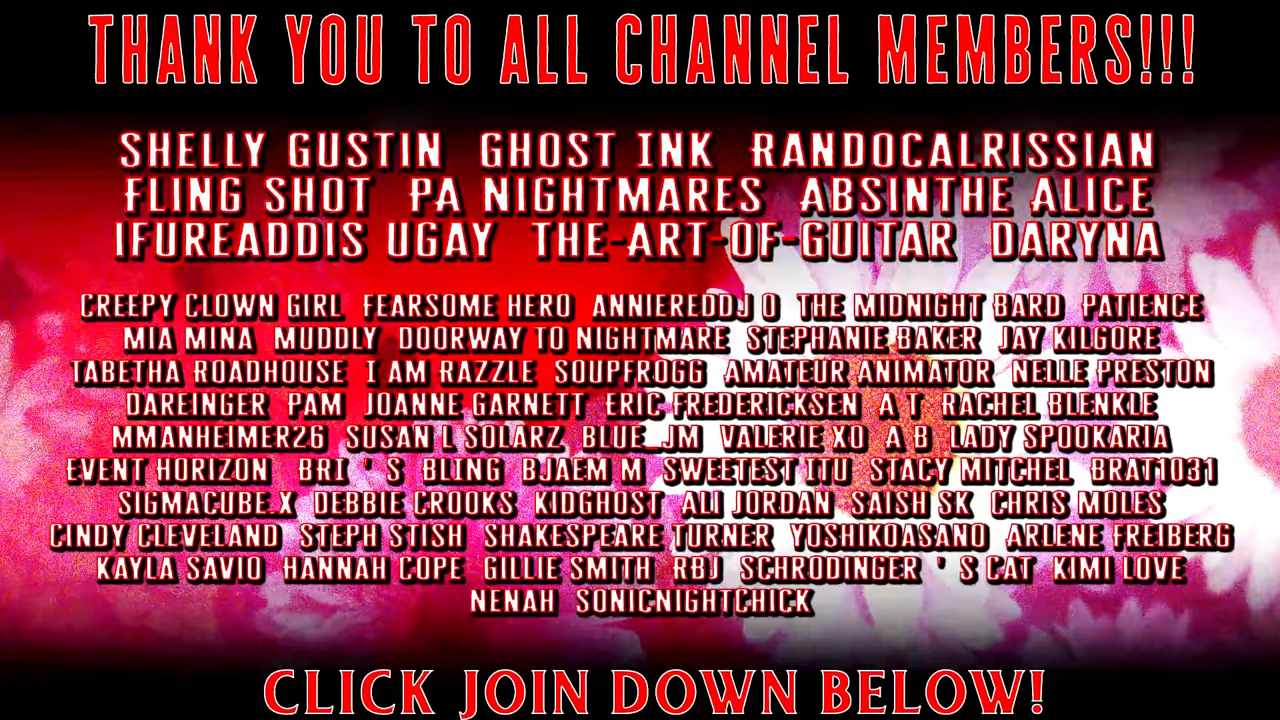 THANK YOU TO ALL CHANNEL MEMBERS!!!
SHELLY GUSTIN GHOST INK RANDOCALRISSIAN
FLING SHOT PA NIGHTMARES ABSINTHE ALICE
IFUREADDIS UGAY THE-ART-OF-GUITAR DARYNA
CREEPY CLOWN GIRL FEARSOME HERO ANNIEREDDJ O THE MIDNIGHT BARD PATIENCE
MIA MINA MUDDLY DOORWAY TO NIGHTMARE STEPHANIE BAKER JAY KILGORE
TABETHA ROADHOUSE I AM RAZZLE SOUPFROGG AMATEUR ANIMATOR NELLE PRESTON
DAREINGER PAM JOANNE GARNETT ERIC FREDERICKSEN A T RACHEL BLENKLE
MMANHEIMER26 SUSAN L SOLARZ BLUE_JM VALERIE XO A B LADY SPOOKARIA
EVENT HORIZON BRI ' S BLING BJAEM M SWEETEST ITU STACY MITCHEL BRAT1031
SIGMACUBE.X DEBBIE CROOKS KIDGHOST ALI JORDAN SAISH SK CHRIS MOLES
CINDY CLEVELAND STEPH STISH SHAKESPEARE TURNER YOSHIKOASANO ARLENE FREIBERG
KAYLA SAVIO HANNAH COPE GILLIE SMITH RBJ SCHRODINGER ' S CAT KIMI LOVE
NENAH SONICNIGHTCHICK
CLICK JOIN DOWN BELOW!